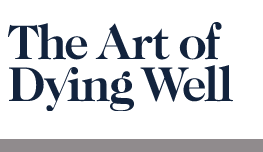 The Art of
Dying Well